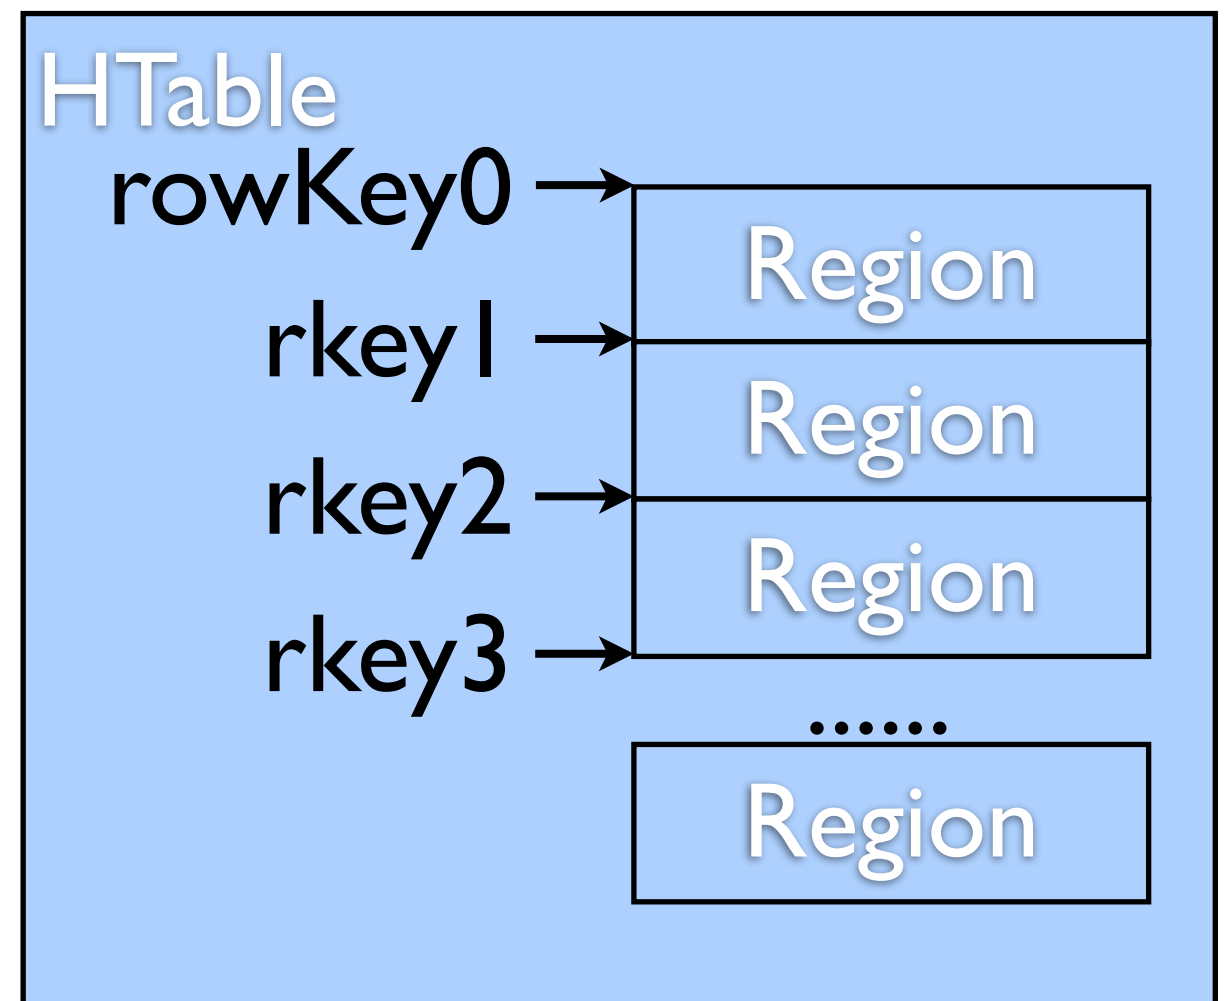 HTable
rowKey0
Region
rkey1
Region
rkey2
Region
rkey3
......
Region